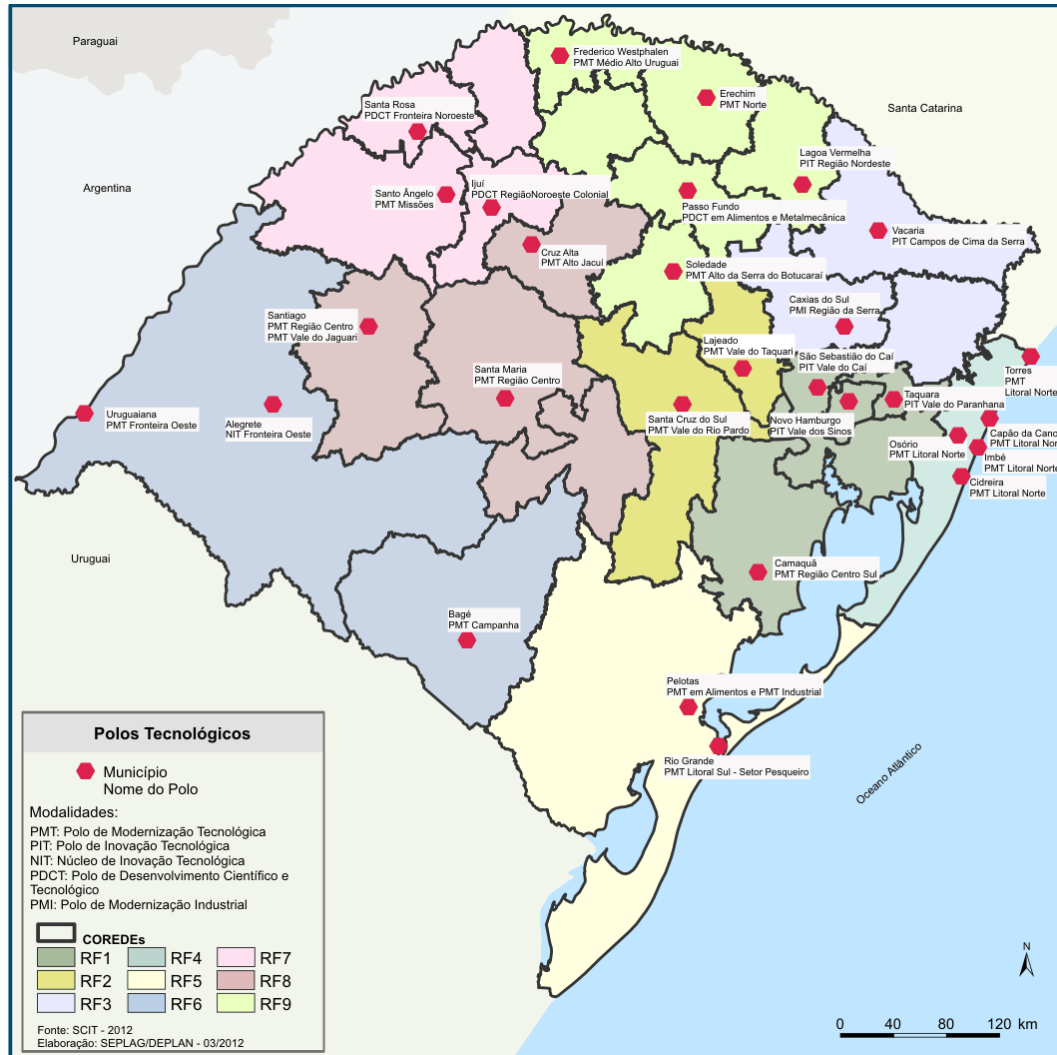 Paraguai
Frederico Westphalen
PMT Médio Alto Uruguai
Erechim
PMT Norte
Santa Catarina
Santa Rosa
PDCT Fronteira Noroeste
Lagoa Vermelha
PIT Região Nordeste
Argentina
Ijuí
PDCT RegiãoNoroeste Colonial
Santo Ângelo
PMT Missões
Passo Fundo
PDCT em Alimentos e Metalmecânica
Vacaria
PIT Campos de Cima da Serra
Cruz Alta
PMT Alto Jacuí
Soledade
PMT Alto da Serra do Botucaraí
Caxias do Sul
PMI Região da Serra
Santiago
PMT Região Centro
PMT Vale do Jaguari
Lajeado
PMT Vale do Taquari
São Sebastião do Caí
PIT Vale do Caí
Torres
PMT
Litoral Norte
Santa Maria
PMT Região Centro
Taquara
PIT Vale do Paranhana
Uruguaiana
PMT Fronteira Oeste
Alegrete
NIT Fronteira Oeste
Santa Cruz do Sul
PMT Vale do Rio Pardo
Novo Hamburgo
PIT Vale dos Sinos
Capão da Cano
PMT Litoral Nor
Osório
PMT Litoral Norte
Imbé
PMT Litoral Norte
Cidreira
PMT Litoral Norte
Uruguai
Camaquã
PMT Região Centro Sul
Bagé
PMT Campanha
Pelotas
PMT em Alimentos e PMT Industrial
Rio Grande
PMT Litoral Sul - Setor Pesqueiro
Oceano Atlântico
Polos Tecnológicos
Município
Nome do Polo
Modalidades:
PMT: Polo de Modernização Tecnológica
PIT: Polo de Inovação Tecnológica
NIT: Núcleo de Inovação Tecnológica
PDCT: Polo de Desenvolvimento Científico e
Tecnológico
PMI: Polo de Modernização Industrial
COREDEs
RF1 RF4 RF7
RF2 RF5 RF8
RF3 RF6 RF9
Fonte: SCIT - 2012
Elaboração: SEPLAG/DEPLAN - 03/2012
N
0 40 80 120 km